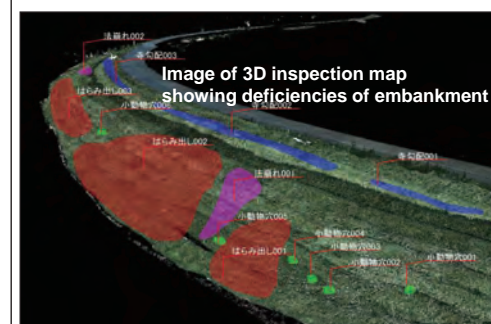 法崩れ002
寺勾配003
Image of 3D inspection map
showing deficiencies of embankment
はらみ出し003
小動物穴006
寺勾配002
はらみ出し002
寺勾配001
法崩れ001
小動物穴005
はらみ出し001
小動物穴004
小動物穴003
小動物穴002
小動物穴001